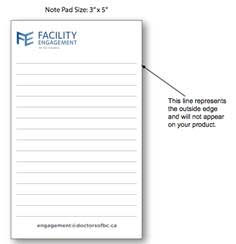 Note Pad Size: 3" x 5"
FE FACILITY
ENGAGEMENT
This line represents
the outside edge
and will not appear
on your product.
engagement@doctorsofbc.ca